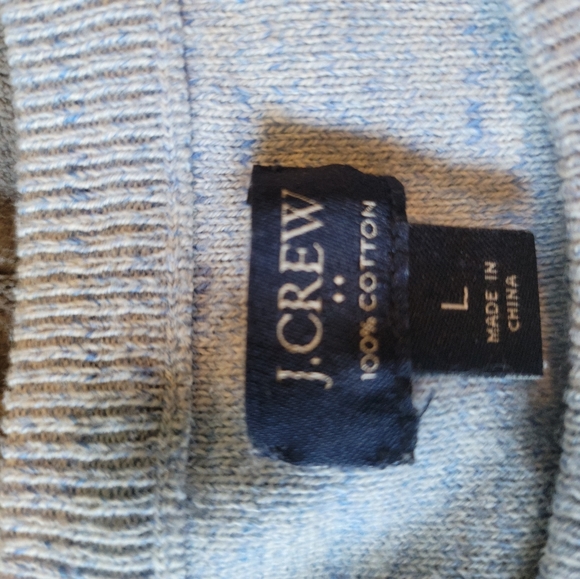 J.CREW
••
100% COTTON
L
MADE IN
CHINA